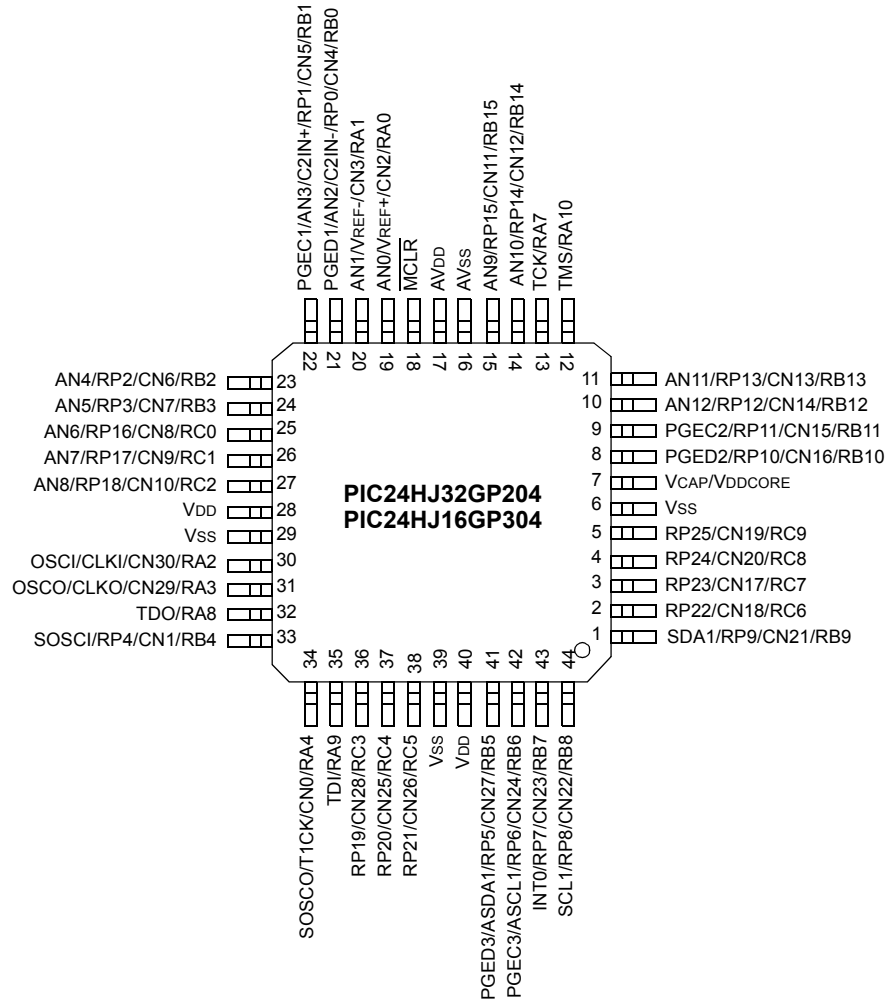 PGEC1/AN3/C2IN+/RP1/CN5/RB1
PGED1/AN2/C2IN-/RP0/CN4/RB0
AN1/VREF-/CN3/RA1
AN0/VREF+/CN2/RA0
MCLR
AVDD
AVSS
AN9/RP15/CN11/RB15
AN10/RP14/CN12/RB14
TCK/RA7
TMS/RA10
22
21
20
19
18
17
16
15
14
13
12
AN4/RP2/CN6/RB2 23
AN5/RP3/CN7/RB3 24
AN6/RP16/CN8/RC0 25
AN7/RP17/CN9/RC1 26
AN8/RP18/CN10/RC2 27
VDD 28
VSS 29
OSCI/CLKI/CN30/RA2 30
OSCO/CLKO/CN29/RA3 31
TDO/RA8 32
SOSCI/RP4/CN1/RB4 33
PIC24HJ32GP204
PIC24HJ16GP304
11 AN11/RP13/CN13/RB13
10 AN12/RP12/CN14/RB12
9 PGEC2/RP11/CN15/RB11
8 PGED2/RP10/CN16/RB10
7 VCAP/VDDCORE
6 VSS
5 RP25/CN19/RC9
4 RP24/CN20/RC8
3 RP23/CN17/RC7
2 RP22/CN18/RC6
1 SDA1/RP9/CN21/RB9
34
35
36
37
38
39
40
41
42
43
44
SOSCO/T1CK/CN0/RA4
TDI/RA9
RP19/CN28/RC3
RP20/CN25/RC4
RP21/CN26/RC5
VSS
VDD
PGED3/ASDA1/RP5/CN27/RB5
PGEC3/ASCL1/RP6/CN24/RB6
INT0/RP7/CN23/RB7
SCL1/RP8/CN22/RB8